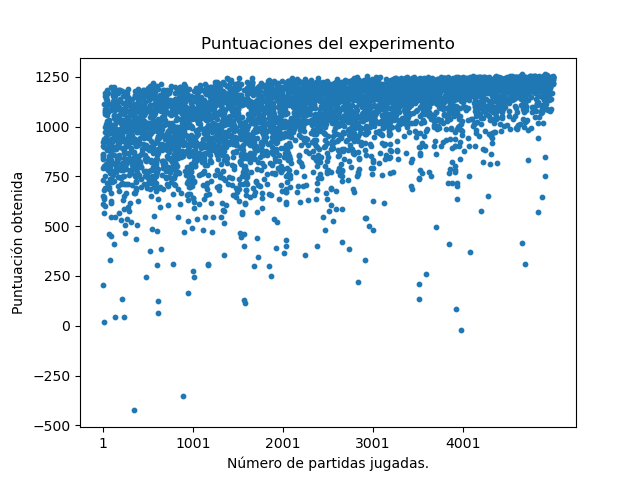 Puntuaciones del experimento
Puntuación obtenida
1250
1000
750
500
250
0
−250
−500
1 1001 2001 3001 4001
Número de partidas jugadas.